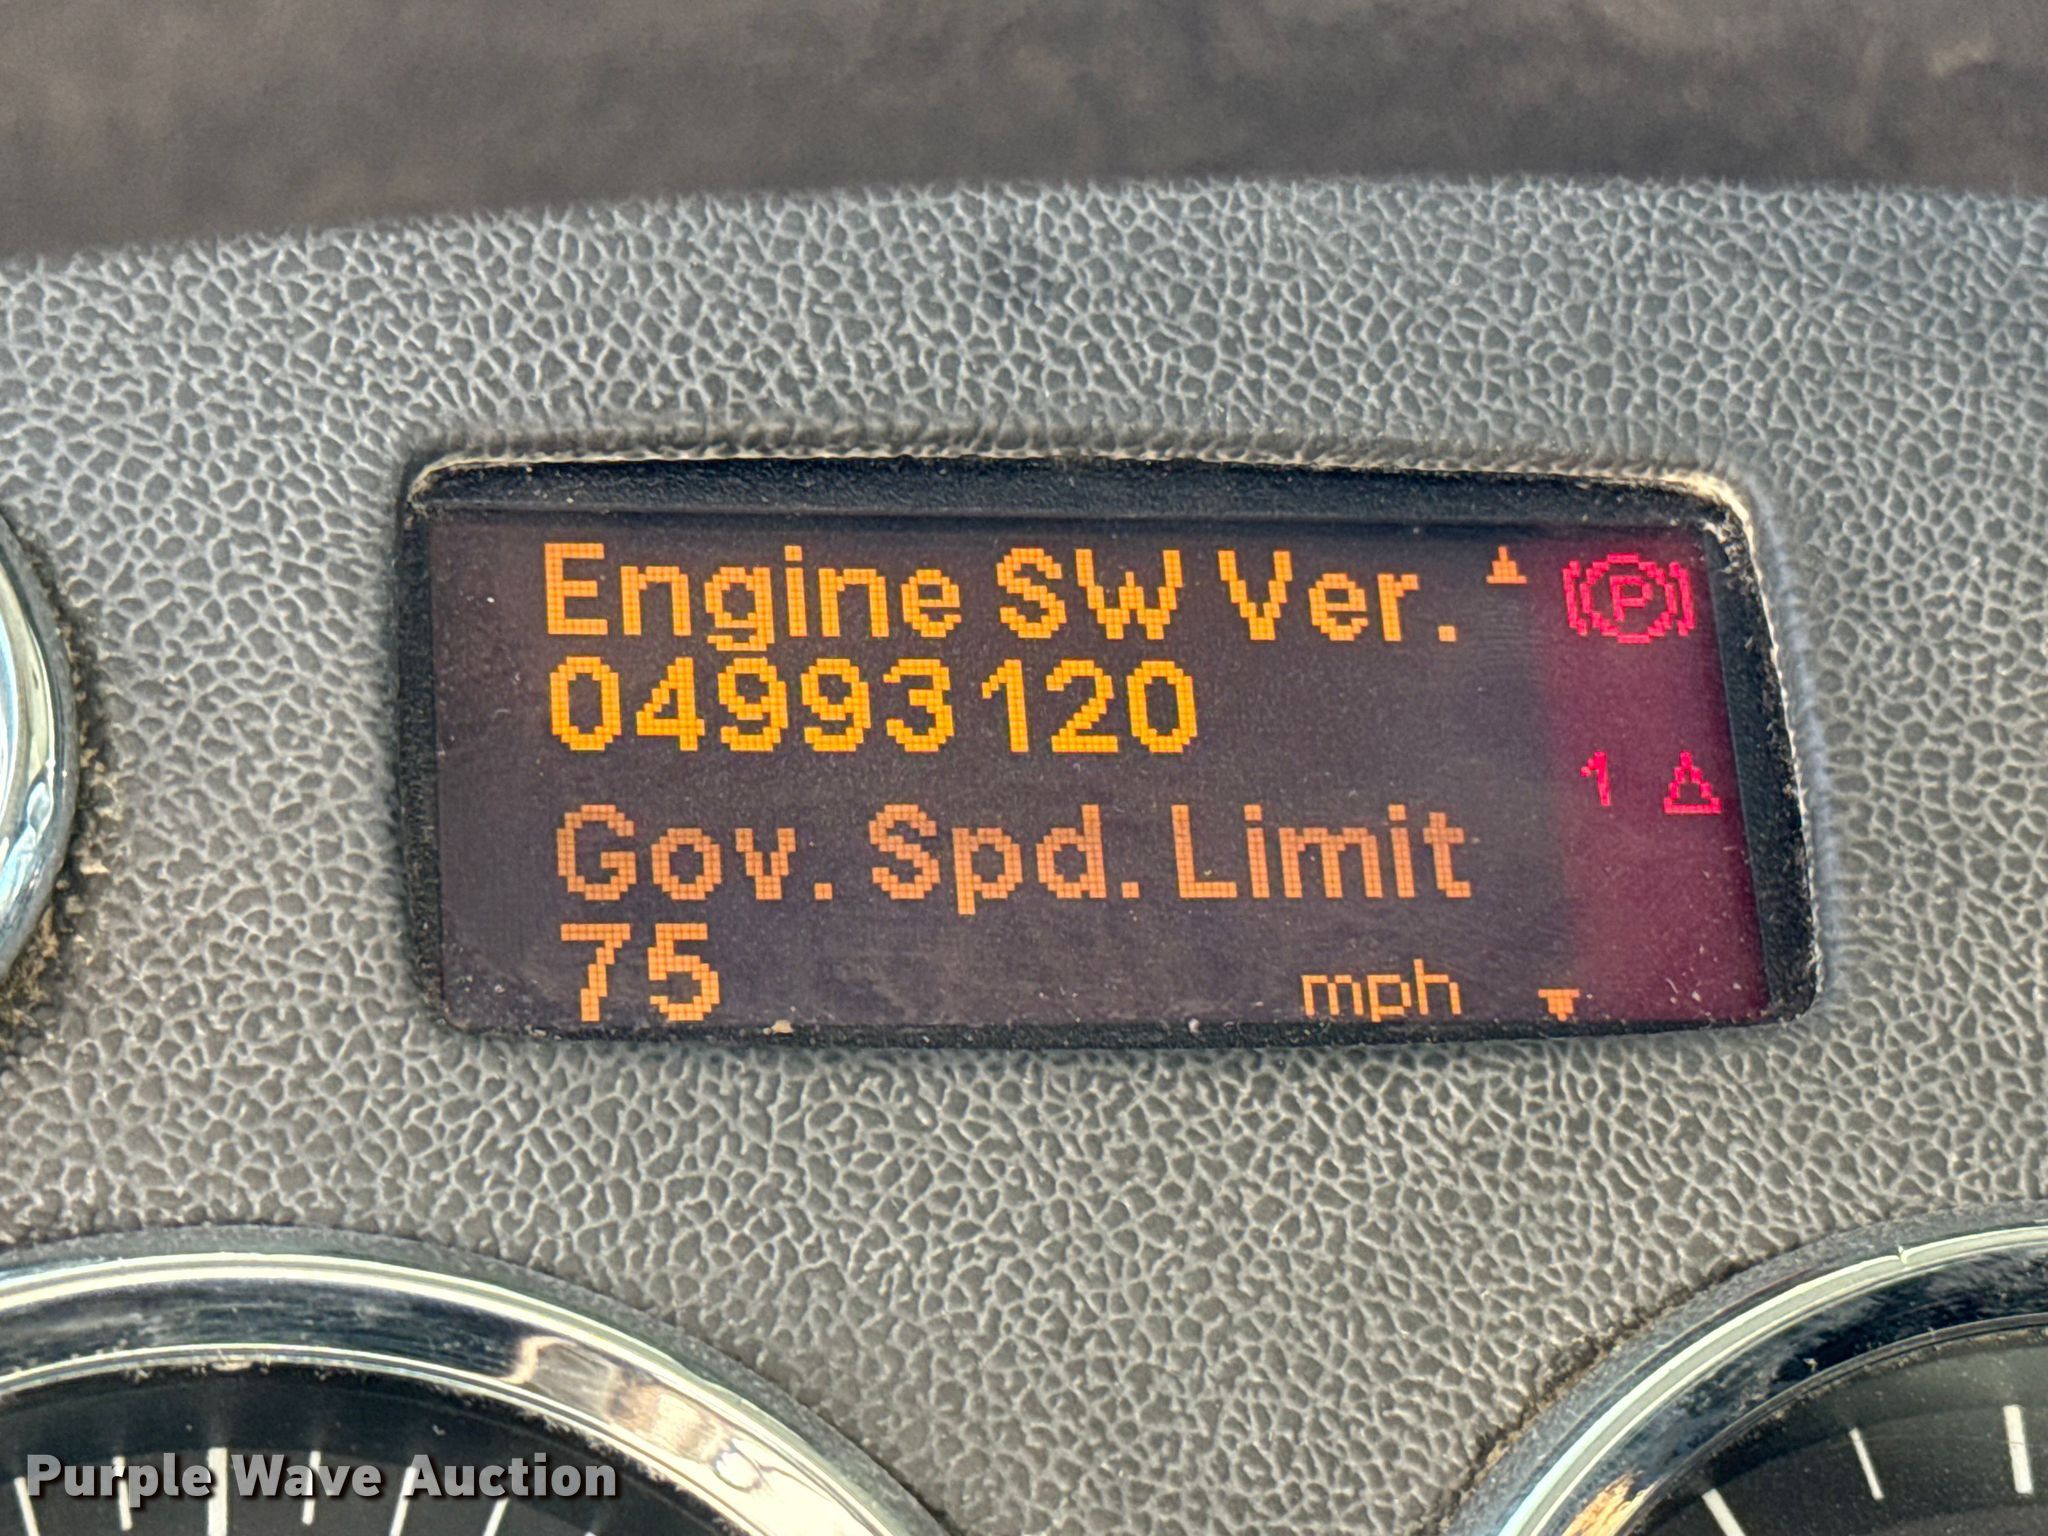 Engine SW Ver.
04993120
Gov. Spd. Limit
75 mph
P
1
Purple Wave Auction